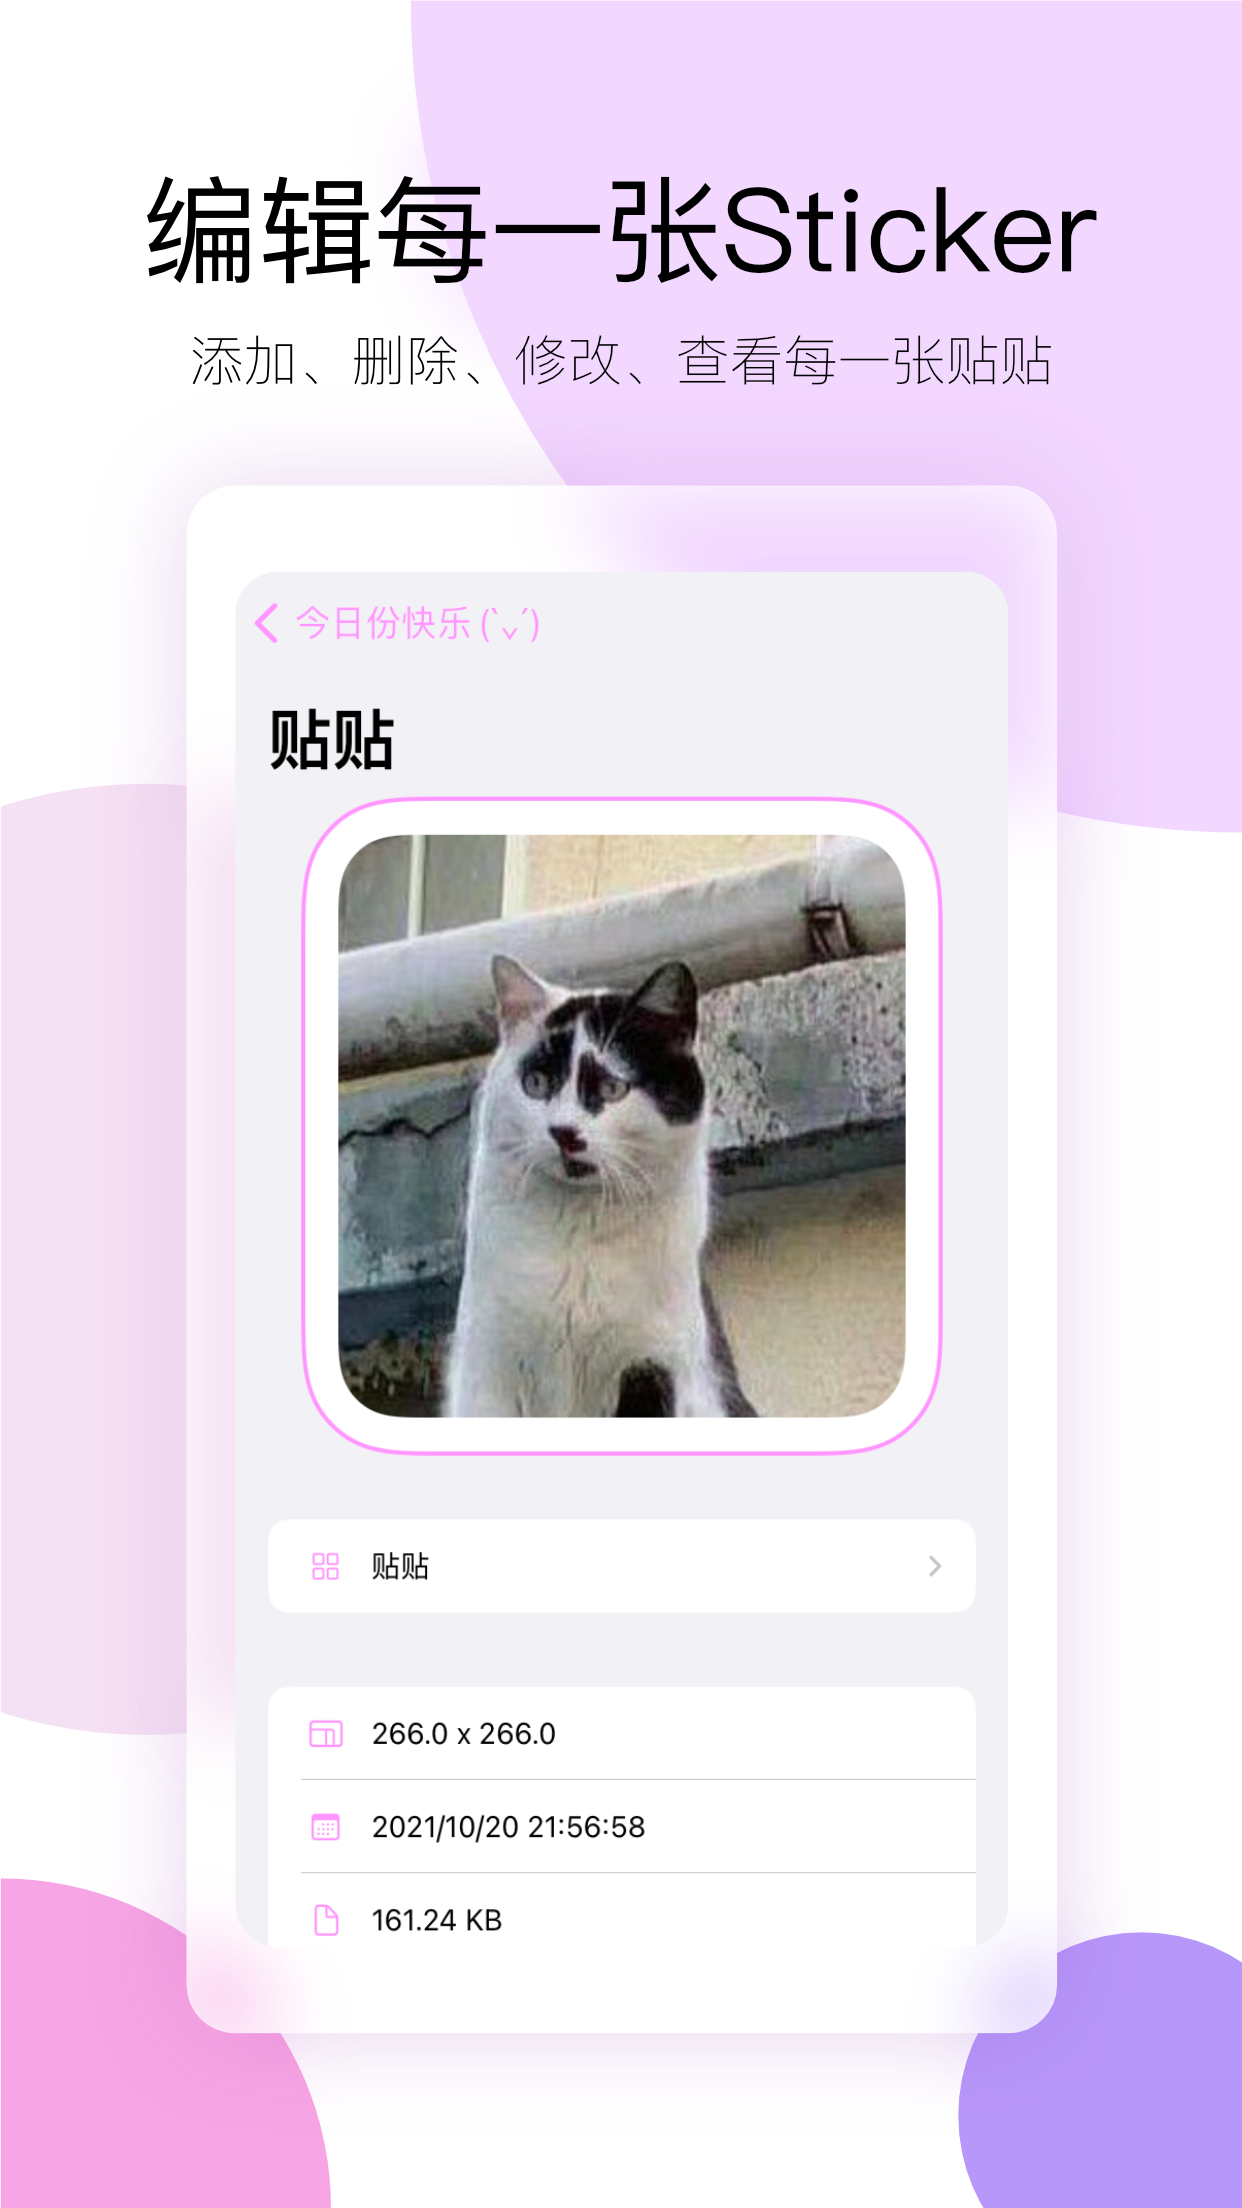 编辑每一张Sticker
添加、删除、修改、查看每一张贴贴
今日份快乐 (ˋ⌄ˊ)
贴贴
贴贴
266.0 x 266.0
2021/10/20 21:56:58
161.24 KB